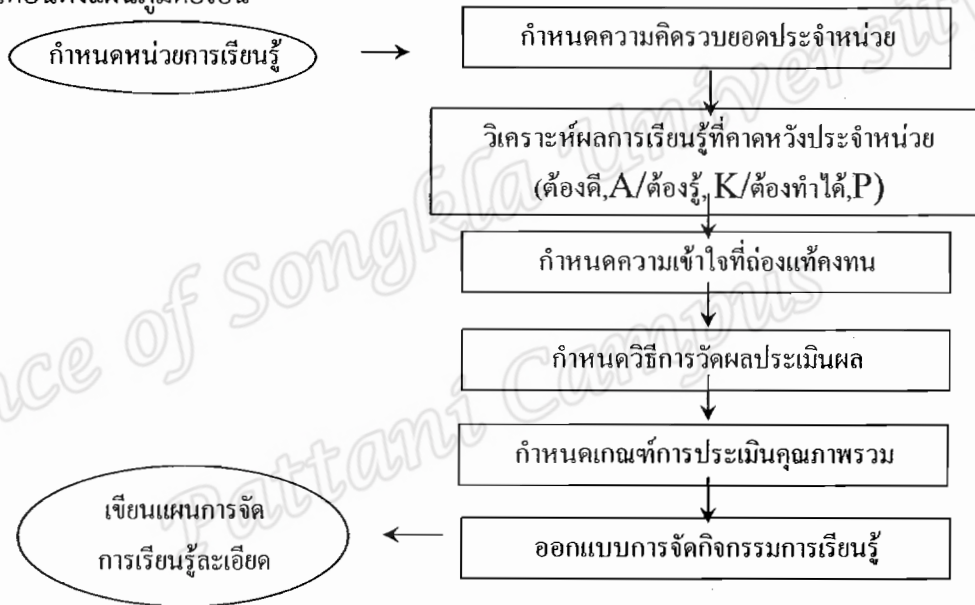 กำหนดหน่วยการเรียนรู้
กำหนดความคิดรวบยอดประจำหน่วย
วิเคราะห์ผลการเรียนรู้ที่คาดหวังประจำหน่วย
(ต้องดี,A/ต้องรู้, K/ต้องทำได้,P)
กำหนดความเข้าใจที่ถ่องแท้คงทน
กำหนดวิธีการวัดผลประเมินผล
กำหนดเกณฑ์การประเมินคุณภาพรวม
ออกแบบการจัดกิจกรรมการเรียนรู้
เขียนแผนการจัด
การเรียนรู้ละเอียด
nce of Songkla University
Pattani Campus